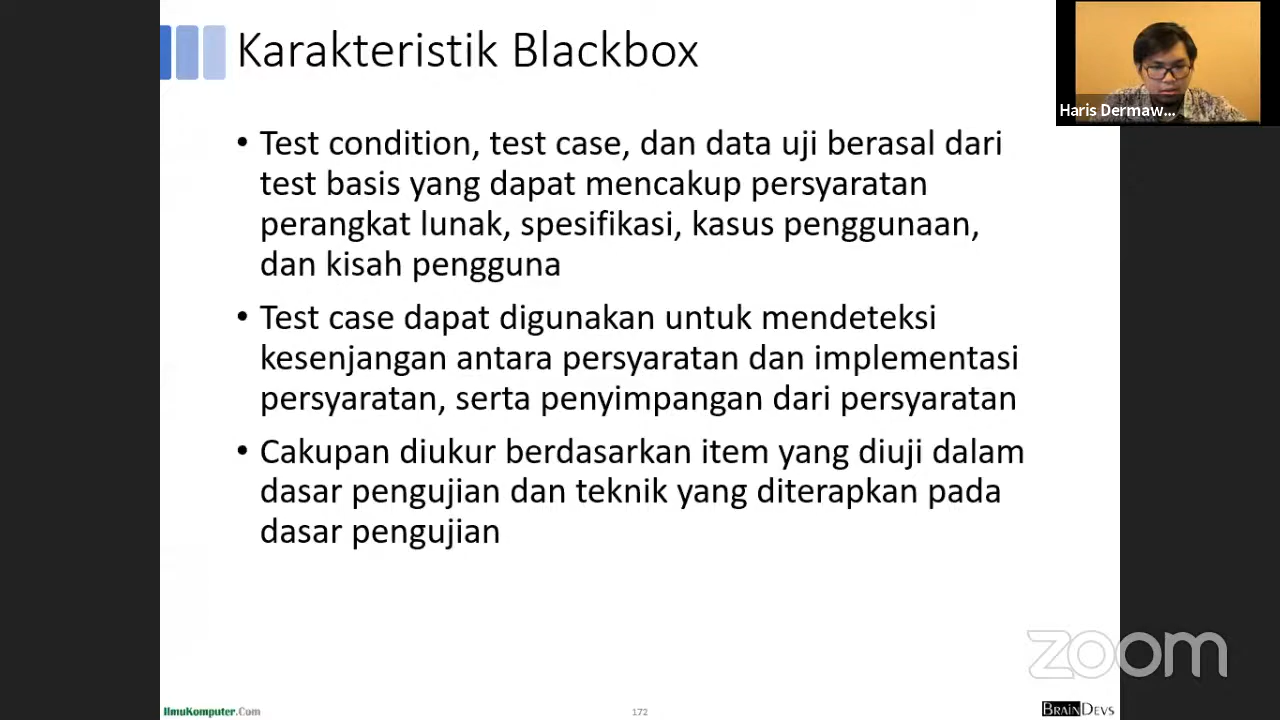 Karakteristik Blackbox
Haris Dermaw...
• Test condition, test case, dan data uji berasal dari
test basis yang dapat mencakup persyaratan
perangkat lunak, spesifikasi, kasus penggunaan,
dan kisah pengguna
• Test case dapat digunakan untuk mendeteksi
kesenjangan antara persyaratan dan implementasi
persyaratan, serta penyimpangan dari persyaratan
• Cakupan diukur berdasarkan item yang diuji dalam
dasar pengujian dan teknik yang diterapkan pada
dasar pengujian
zoom
IlmuKomputer.Com
172
BRAINDEVS